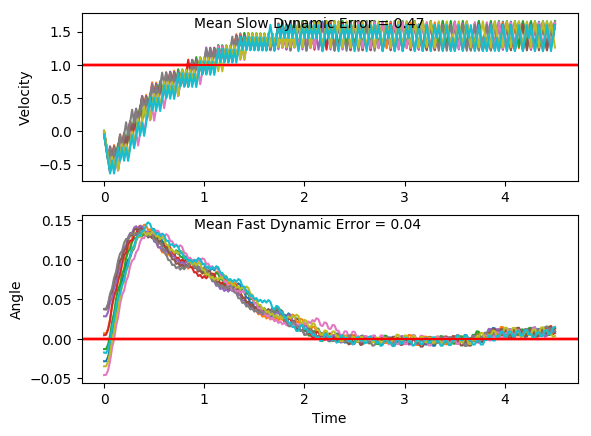 Mean Slow Dynamic Error = 0.47
1.5
1.0
0.5
0.0
−0.5
Velocity
0 1 2 3 4
Mean Fast Dynamic Error = 0.04
0.15
0.10
0.05
0.00
−0.05
Angle
0 1 2 3 4
Time